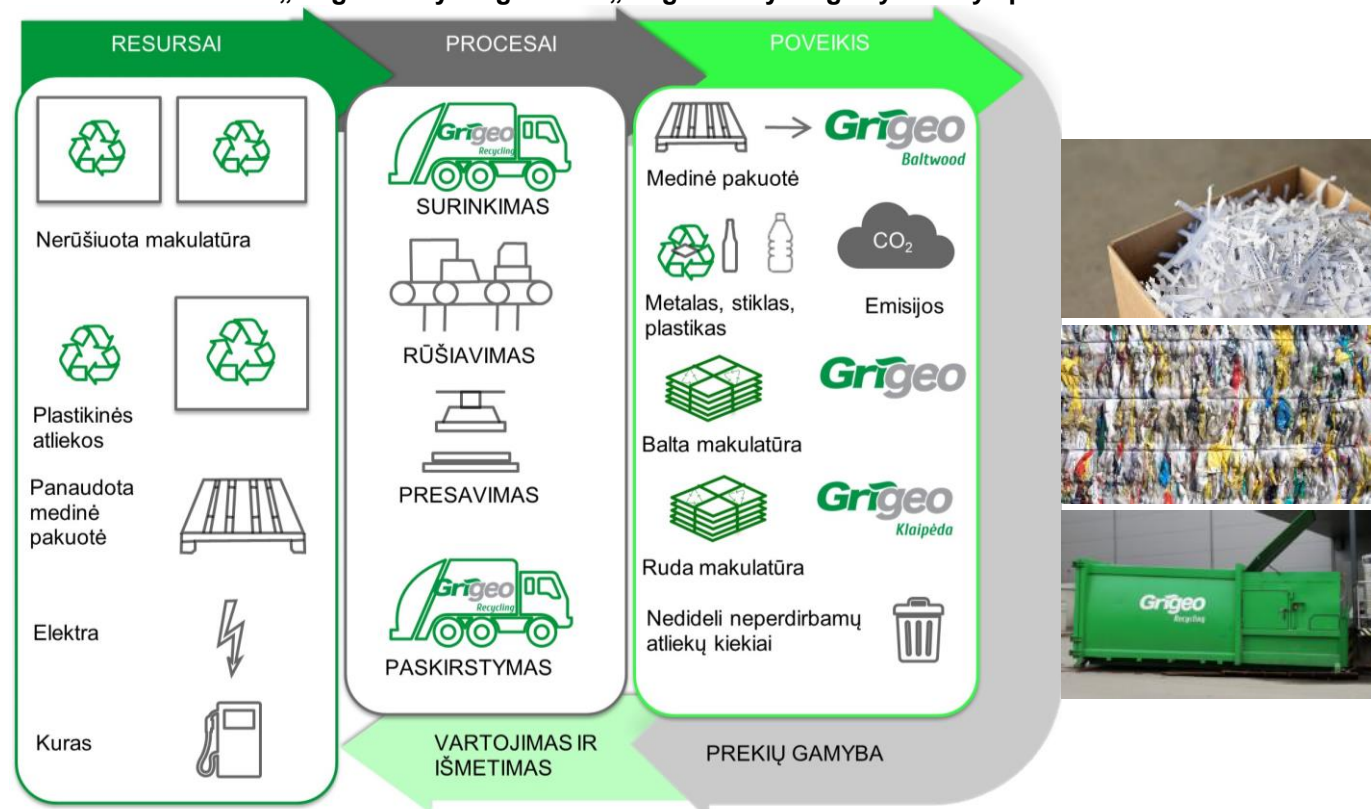 RESURSAI
PROCESAI
POVEIKIS
Nerūšiuota makulatūra
Plastikinės
atliekos
Panaudota
medinė
pakuotė
Elektra
Kuras
Grigeo
Recycling
SURINKIMAS
RŪŠIAVIMAS
PRESAVIMAS
Grigeo
Recycling
PASKIRSTYMAS
Grigeo
Baltwood
Medinė pakuotė
CO₂
Metalas, stiklas,
plastikas
Emisijos
Grigeo
Balta makulatūra
Grigeo
Klaipėda
Ruda makulatūra
Nedideli neperdirbamų
atliekų kiekiai
VARTOJIMAS IR
IŠMETIMAS
PREKIŲ GAMYBA
Grigeo
Recycling